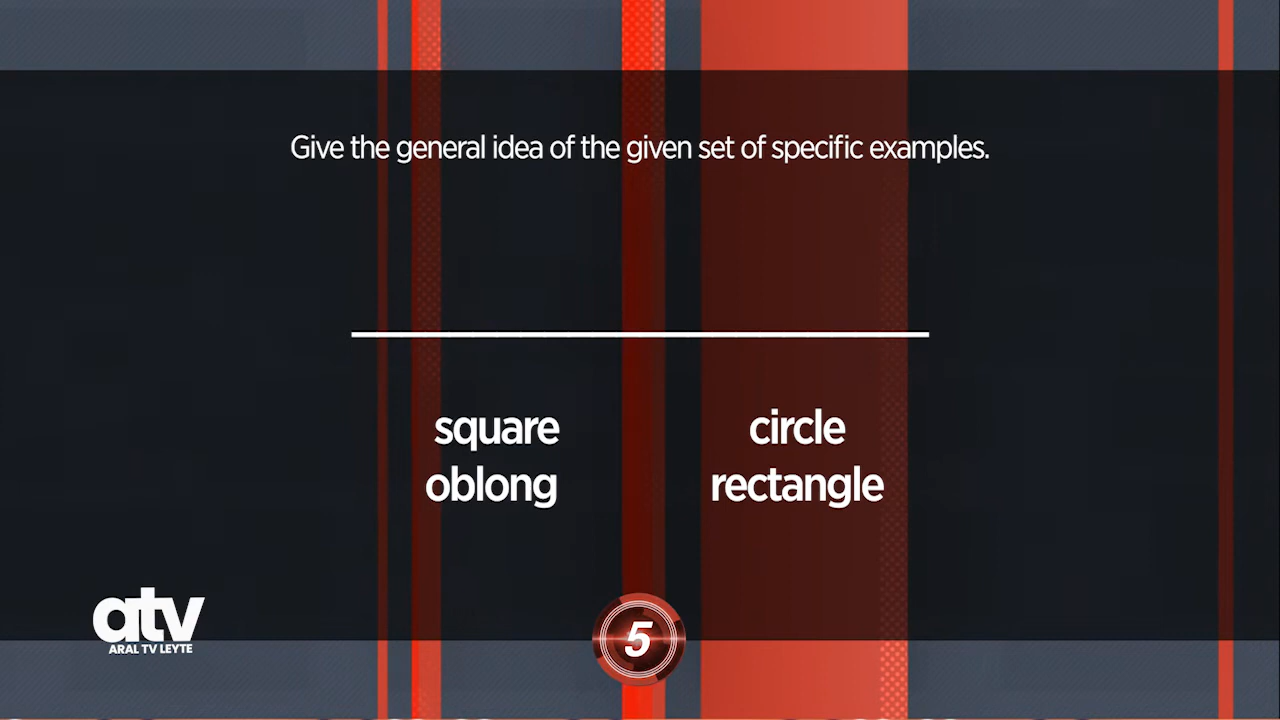 Give the general idea of the given set of specific examples.
square
oblong
circle
rectangle
atv
ARAL TV LEYTE
5